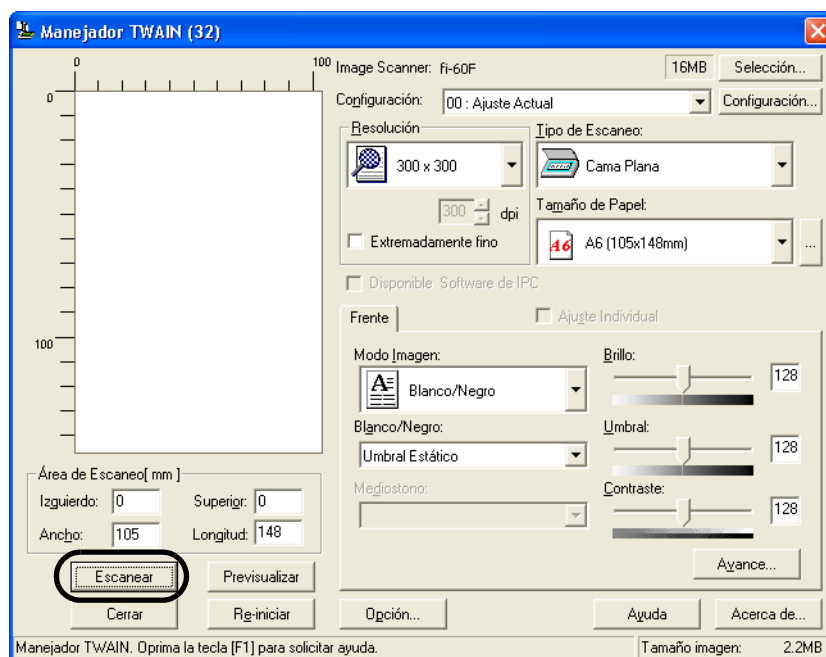 Manejador TWAIN (32)
0 100
Image Scanner: fi-60F 16MB Selección...
Configuración: 00 : Ajuste Actual Configuración...
0
Resolución
Tipo de Escaneo:
300 x 300
Cama Plana
300 dpi
Tamaño de Papel:
Extremadamente fino
A6 A6 (105x148mm) ...
Disponible Software de IPC
Frente
Ajuste Individual
100
Modo Imagen:
Brillo:
Blanco/Negro
128
Blanco/Negro:
Umbral:
Umbral Estático
128
Mediostono:
Contraste:
128
Avance...
Área de Escaneo[ mm ]
Izguierdo: 0 Superior: 0
Ancho: 105 Longitud: 148
Escanear Previsualizar
Cerrar Re-iniciar Opción... Ayuda Acerca de...
Manejador TWAIN. Oprima la tecla [F1] para solicitar ayuda. Tamaño imagen: 2.2MB